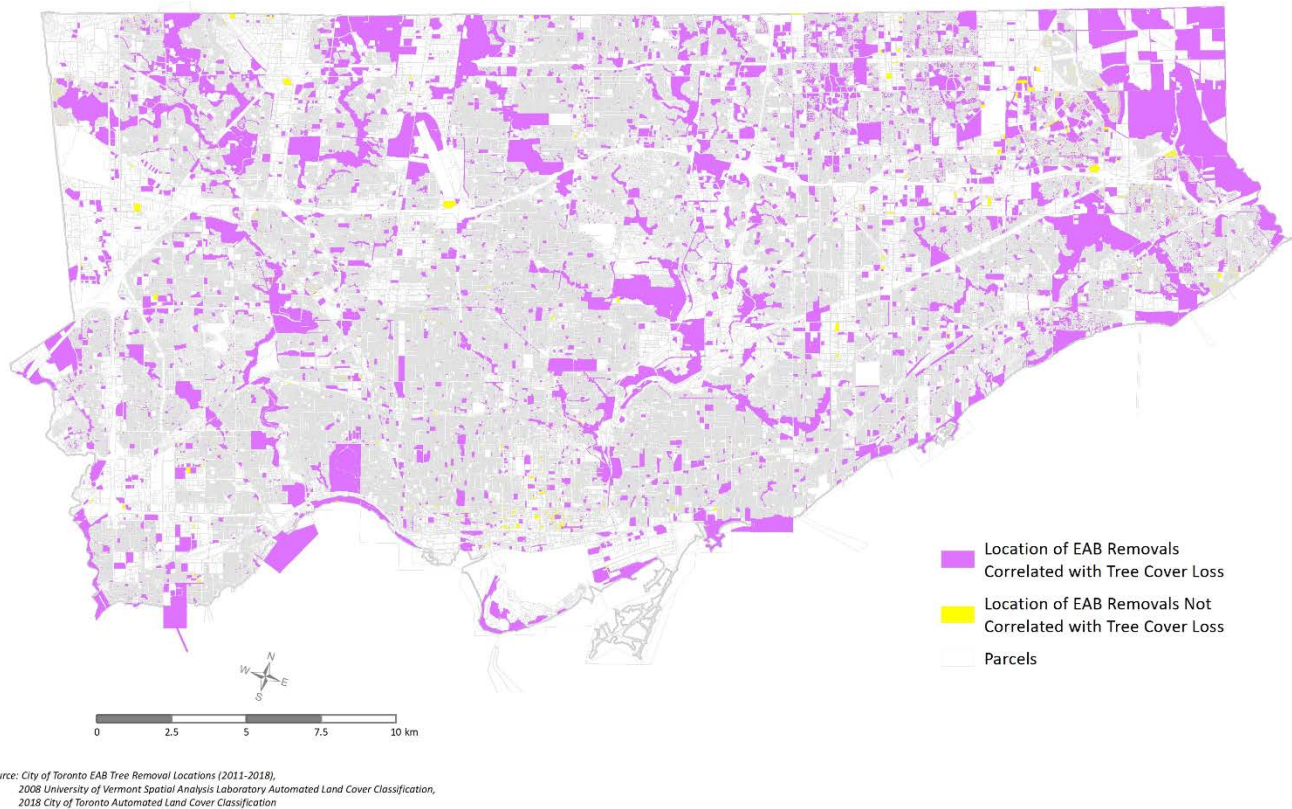 Location of EAB Removals
Correlated with Tree Cover Loss
Location of EAB Removals Not
Correlated with Tree Cover Loss
Parcels
N
W
E
S
0 2.5 5 7.5 10 km
urce: City of Toronto EAB Tree Removal Locations (2011-2018),
2008 University of Vermont Spatial Analysis Laboratory Automated Land Cover Classification,
2018 City of Toronto Automated Land Cover Classification